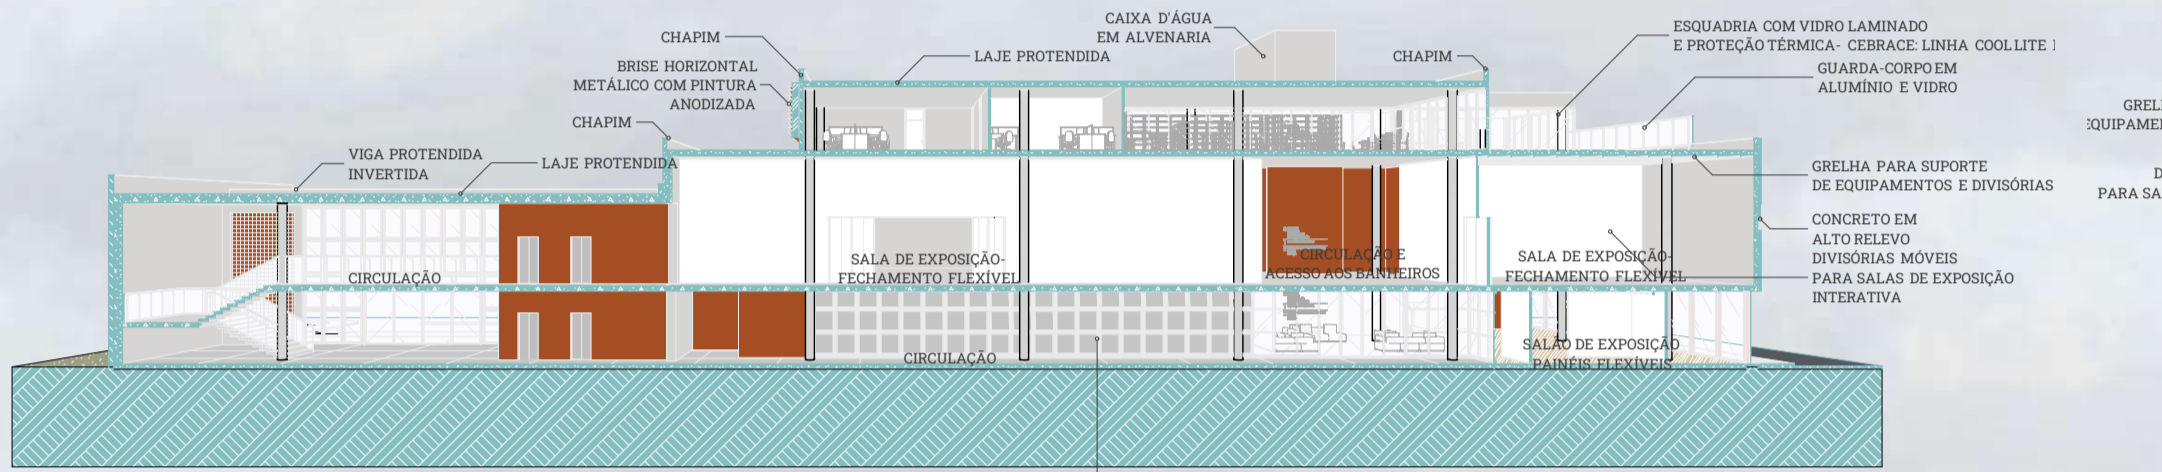 CAIXA D'ÁGUA
EM ALVENARIA
CHAPIM
BRISE HORIZONTAL
METÁLICO COM PINTURA
ANODIZADA
LAJE PROTENDIDA
CHAPIM
ESQUADRIA COM VIDRO LAMINADO
E PROTEÇÃO TÉRMICA- CEBRACE: LINHA COOL LITE
GUARDA-CORPO EM
ALUMÍNIO E VIDRO
CHAPIM
VIGA PROTENDIDA
INVERTIDA
LAJE PROTENDIDA
GRELHA PARA SUPORTE
DE EQUIPAMENTOS E DIVISÓRIAS
PARA SA
CONCRETO EM
ALTO RELEVO
DIVISÓRIAS MÓVEIS
PARA SALAS DE EXPOSIÇÃO
INTERATIVA
CIRCULAÇÃO
SALA DE EXPOSIÇÃO-
FECHAMENTO FLEXÍVEL
CIRCULAÇÃO E
ACESSO AOS BANHEIROS
SALA DE EXPOSIÇÃO-
FECHAMENTO FLEXÍVEL
CIRCULAÇÃO
SALÃO DE EXPOSIÇÃO
PAINÉIS FLEXÍVEIS